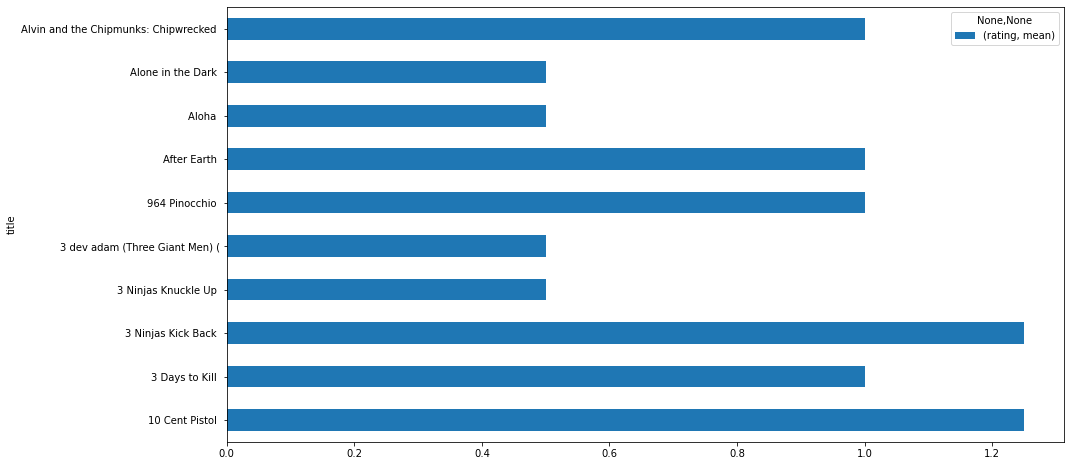 None,None
(rating, mean)
title
Alvin and the Chipmunks: Chipwrecked
Alone in the Dark
Aloha
After Earth
964 Pinocchio
3 dev adam (Three Giant Men) (
3 Ninjas Knuckle Up
3 Ninjas Kick Back
3 Days to Kill
10 Cent Pistol
0.0 0.2 0.4 0.6 0.8 1.0 1.2